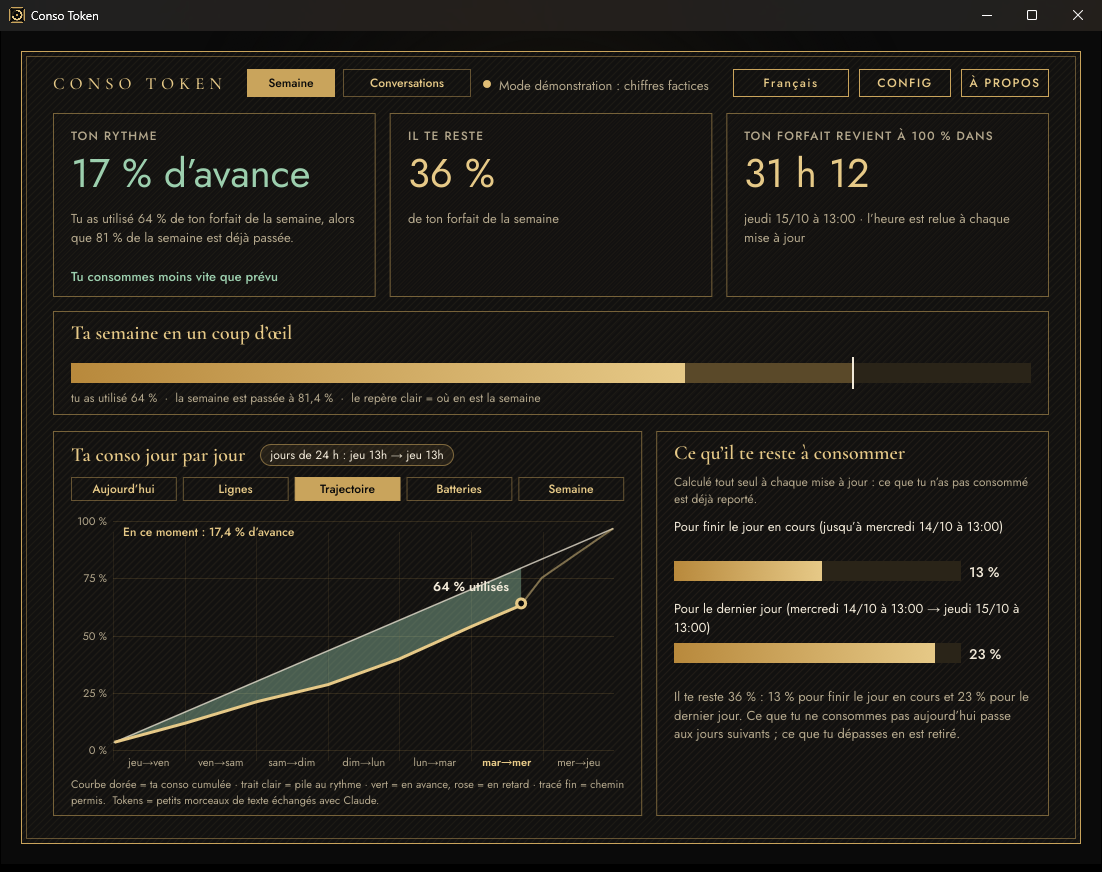 Conso Token
CONSO TOKEN
Semaine
Conversations
Mode démonstration : chiffres factices
Français
CONFIG
À PROPOS
TON RYTHME
17 % d’avance
Tu as utilisé 64 % de ton forfait de la semaine, alors
que 81 % de la semaine est déjà passée.
Tu consommes moins vite que prévu
IL TE RESTE
36 %
de ton forfait de la semaine
TON FORFAIT REVIENT À 100 % DANS
31 h 12
jeudi 15/10 à 13:00 · l’heure est relue à chaque
mise à jour
Ta semaine en un coup d’œil
tu as utilisé 64 % · la semaine est passée à 81,4 % · le repère clair = où en est la semaine
Ta conso jour par jour
jours de 24 h : jeu 13h → jeu 13h
Aujourd’hui
Lignes
Trajectoire
Batteries
Semaine
100 %
En ce moment : 17,4 % d’avance
75 %
64 % utilisés
50 %
25 %
0 %
jeu→ven
ven→sam
sam→dim
dim→lun
lun→mar
mar→mer
mer→jeu
Courbe dorée = ta conso cumulée · trait clair = pile au rythme · vert = en avance, rose = en retard · tracé fin = chemin
permis. Tokens = petits morceaux de texte échangés avec Claude.
Ce qu’il te reste à consommer
Calculé tout seul à chaque mise à jour : ce que tu n’as pas consommé
est déjà reporté.
Pour finir le jour en cours (jusqu’à mercredi 14/10 à 13:00)
13 %
Pour le dernier jour (mercredi 14/10 à 13:00 → jeudi 15/10 à
13:00)
23 %
Il te reste 36 % : 13 % pour finir le jour en cours et 23 % pour le
dernier jour. Ce que tu ne consommes pas aujourd’hui passe
aux jours suivants ; ce que tu dépasses en est retiré.